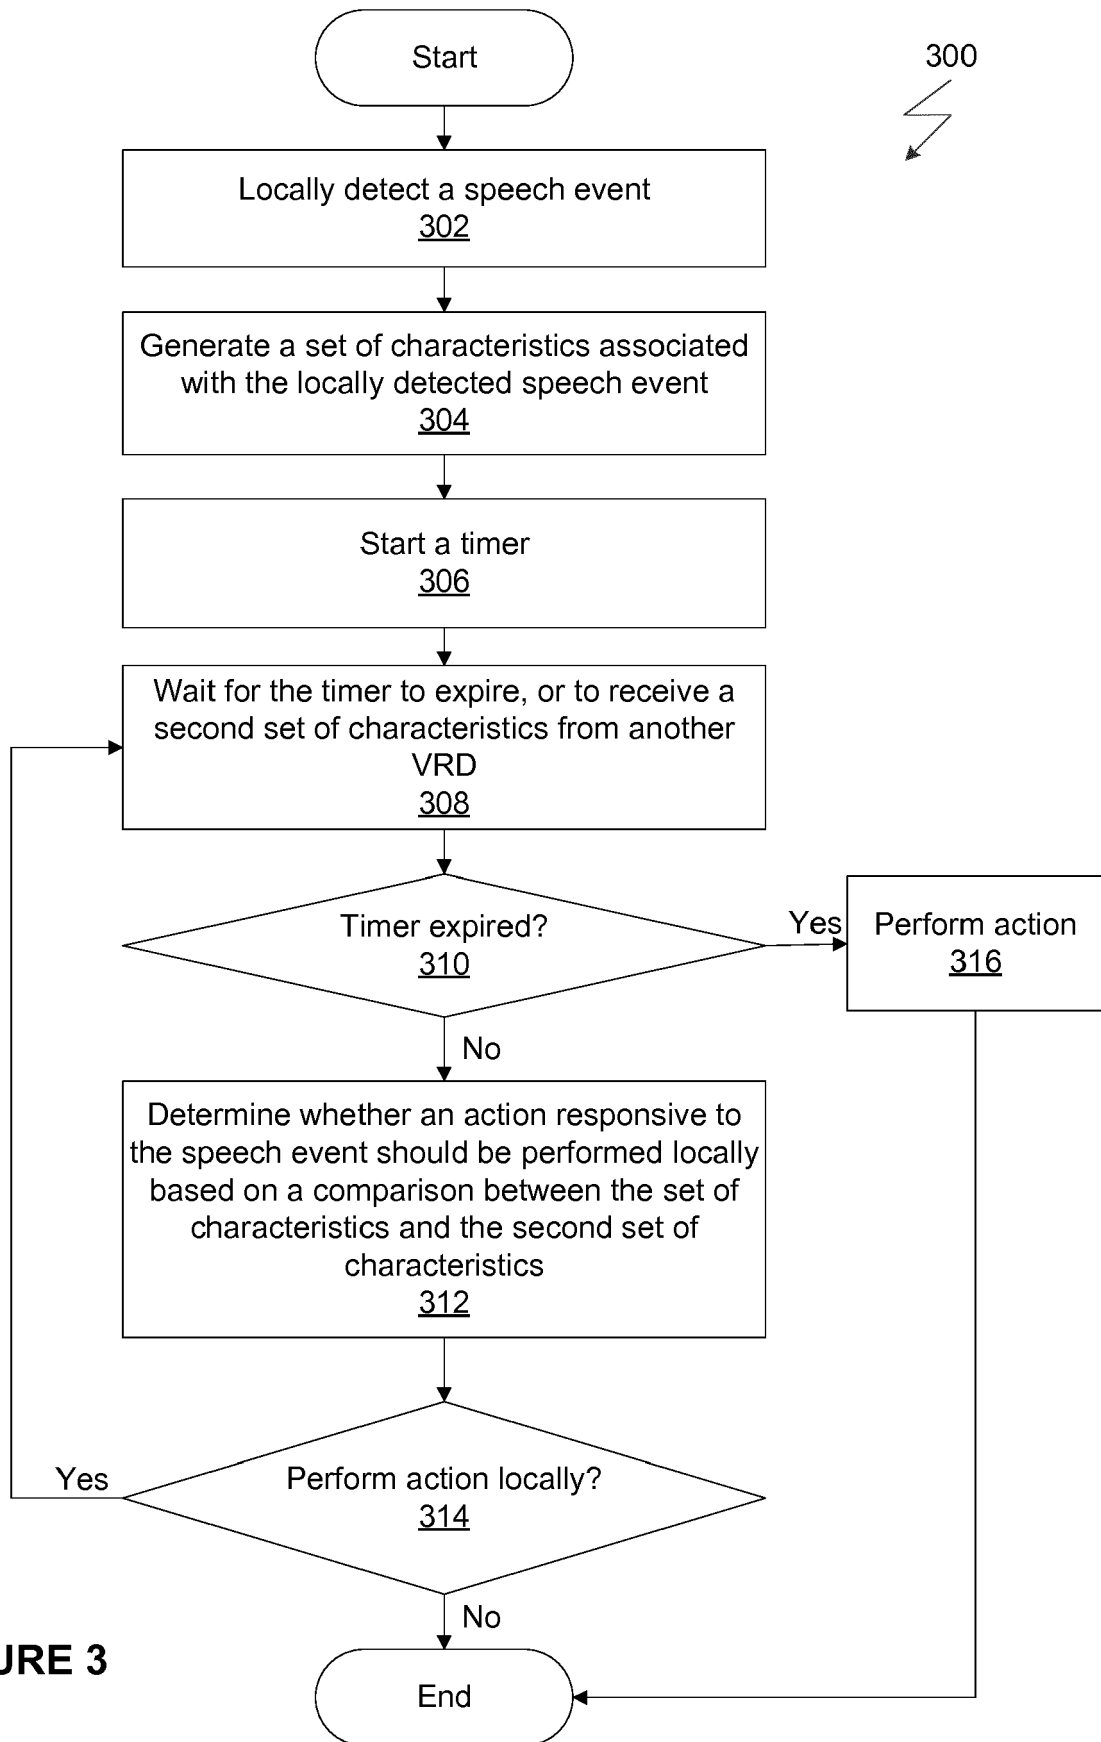 Start
300
Locally detect a speech event
302
Generate a set of characteristics associated
with the locally detected speech event
304
Start a timer
306
Wait for the timer to expire, or to receive a
second set of characteristics from another
VRD
308
Timer expired?
310
Yes
Perform action
316
No
Determine whether an action responsive to
the speech event should be performed locally
based on a comparison between the set of
characteristics and the second set of
characteristics
312
Yes
Perform action locally?
314
No
URE 3
End